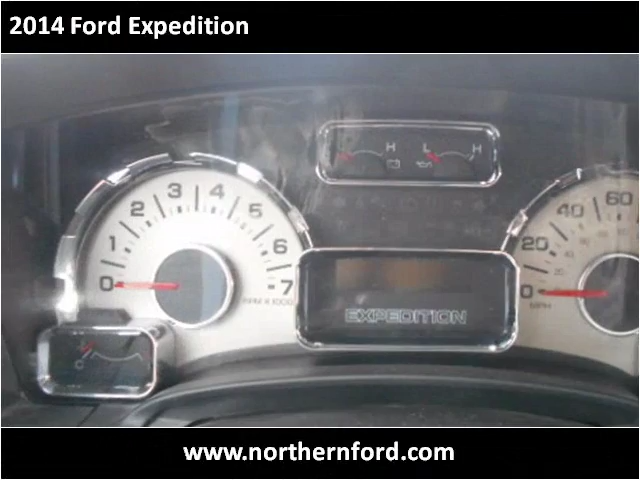 2014 Ford Expedition
H L H
3 4
2 5
1 6
0 7
RPM X 1000
EXPEDITION
60
40
20
0
MPH
C
www.northernford.com